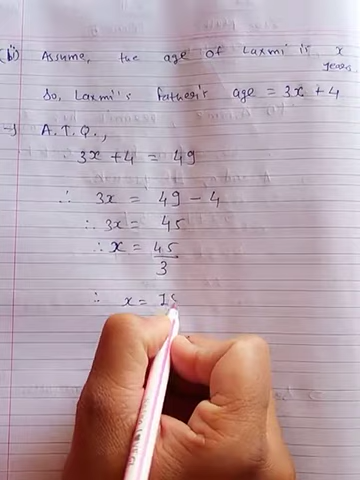 (ii) Assume, the age of Laxmi is x
years.
So, Laxmi's father's age = 3x + 4
→ A.T.Q.,
3x + 4 = 49
∴ 3x = 49 - 4
∴ 3x = 45
∴ x = 45/3
∴ x = 15